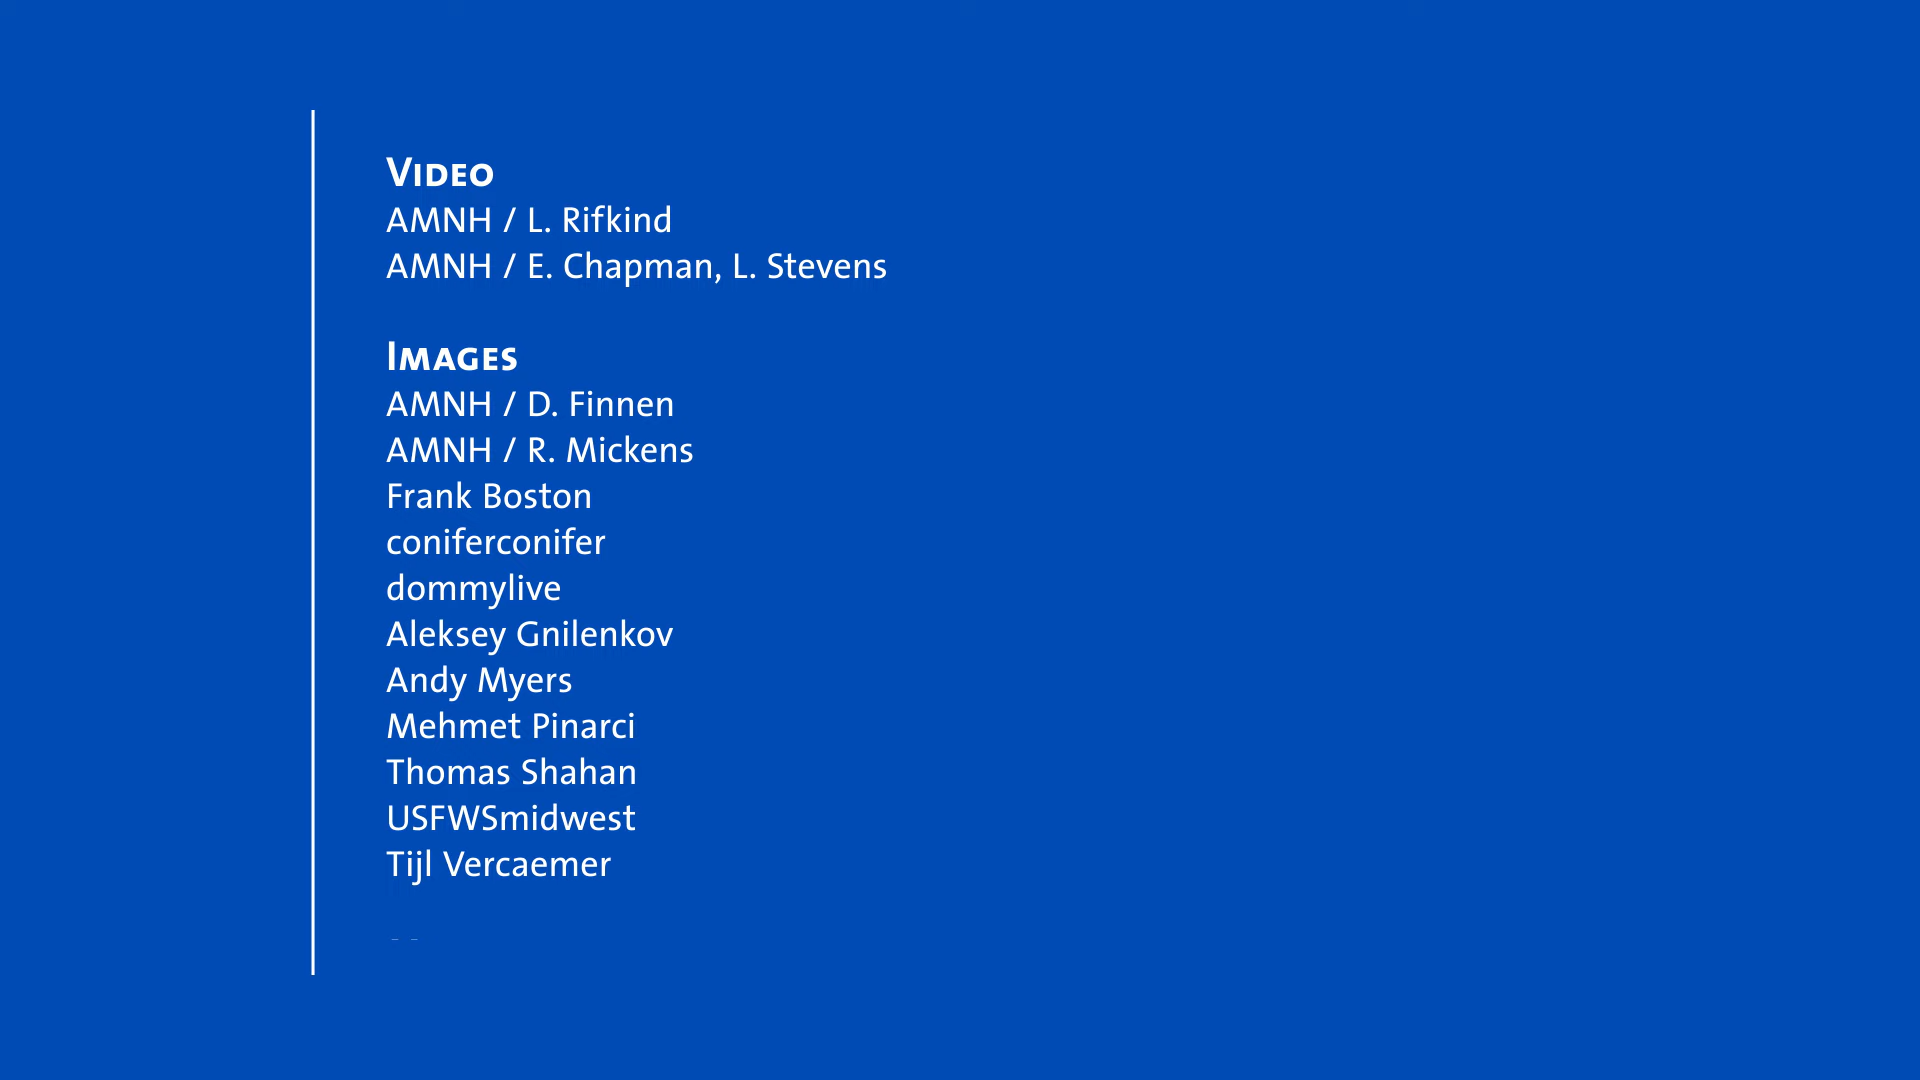 VIDEO
AMNH / L. Rifkind
AMNH / E. Chapman, L. Stevens
IMAGES
AMNH / D. Finnen
AMNH / R. Mickens
Frank Boston
coniferconifer
dommylive
Aleksey Gnilenkov
Andy Myers
Mehmet Pinarci
Thomas Shahan
USFWSmidwest
Tijl Vercaemer